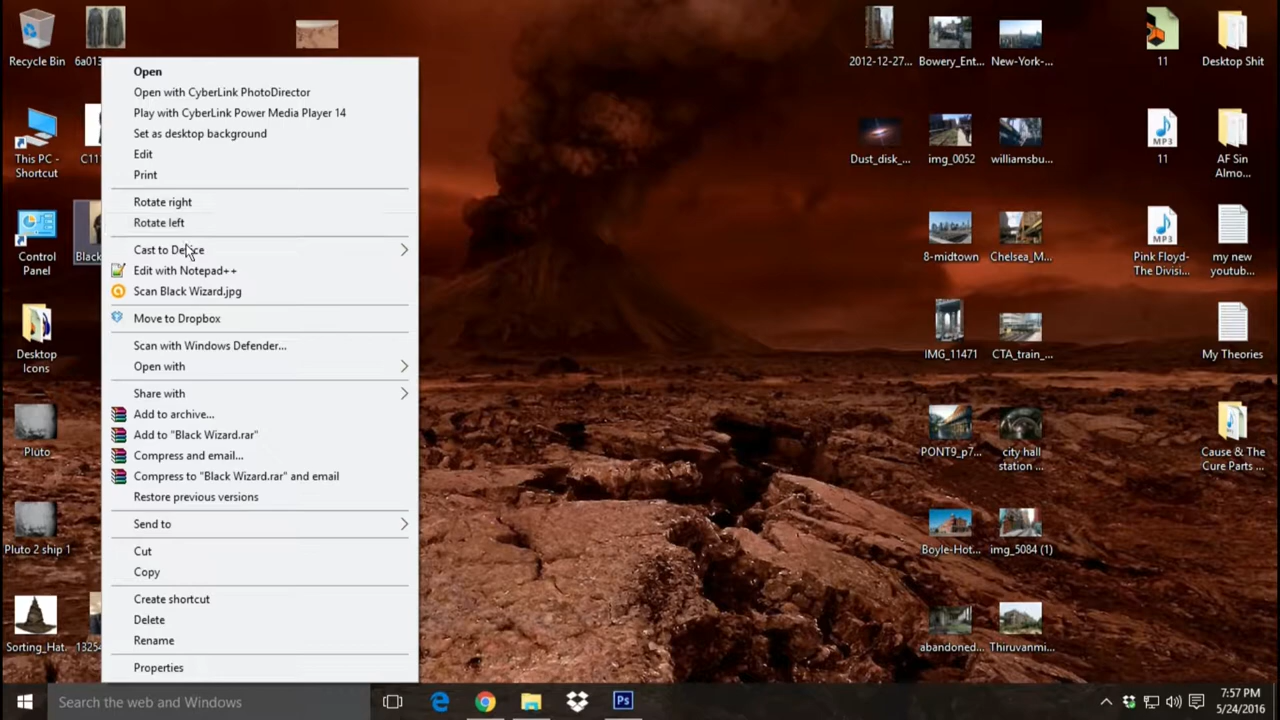 Recycle Bin
6a013
This PC -
Shortcut
C11
Control
Panel
Black
Desktop
Icons
Pluto
Pluto 2 ship 1
Sorting_Hat.
13254
Open
Open with CyberLink PhotoDirector
Play with CyberLink Power Media Player 14
Set as desktop background
Edit
Print
Rotate right
Rotate left
Cast to Device
Edit with Notepad++
Scan Black Wizard.jpg
Move to Dropbox
Scan with Windows Defender...
Open with
Share with
Add to archive...
Add to "Black Wizard.rar"
Compress and email...
Compress to "Black Wizard.rar" and email
Restore previous versions
Send to
Cut
Copy
Create shortcut
Delete
Rename
Properties
2012-12-27...
Bowery_Ent...
New-York-...
11
Desktop Shit
Dust_disk_...
img_0052
williamsbu...
11
MP3
AF Sin
Almo...
8-midtown
Chelsea_M...
MP3
Pink Floyd-
The Divisi...
my new
youtub...
IMG_11471
CTA_train_...
My Theories
PONT9_p7...
city hall
station ...
Cause & The
Cure Parts ...
Boyle-Hot...
img_5084 (1)
abandoned...
Thiruvanmi...
Search the web and Windows
Ps
7:57 PM
5/24/2016